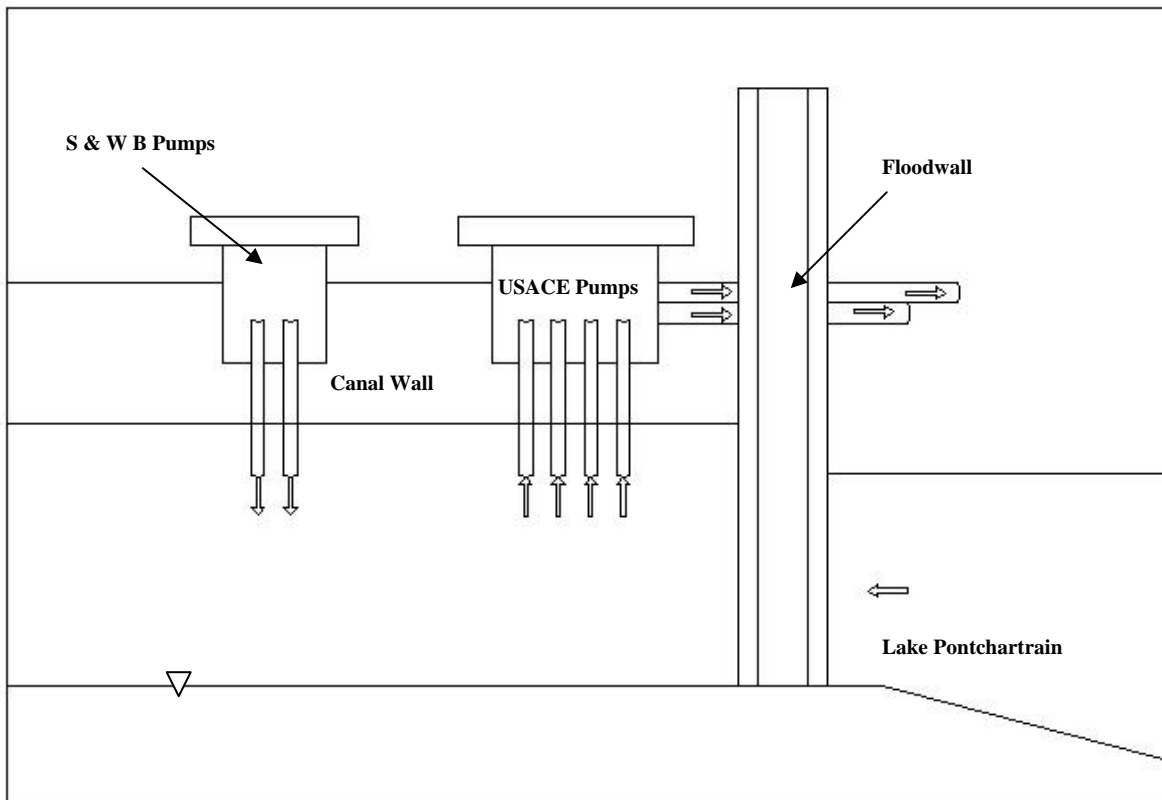 S & W B Pumps
Floodwall
USACE Pumps
Canal Wall
Lake Pontchartrain